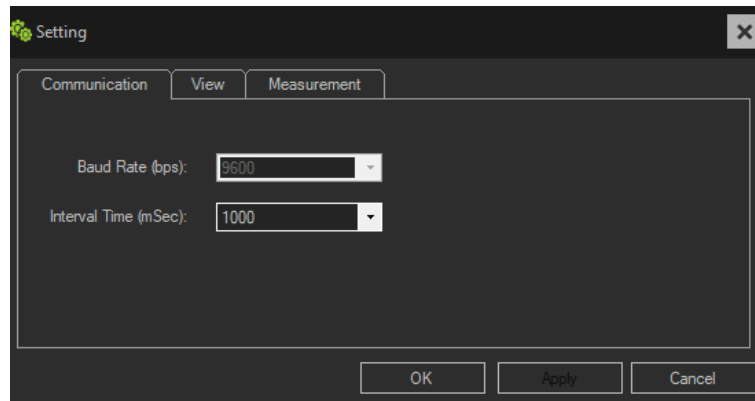 Setting
Communication View Measurement
Baud Rate (bps): 9600
Interval Time (mSec): 1000
OK Apply Cancel